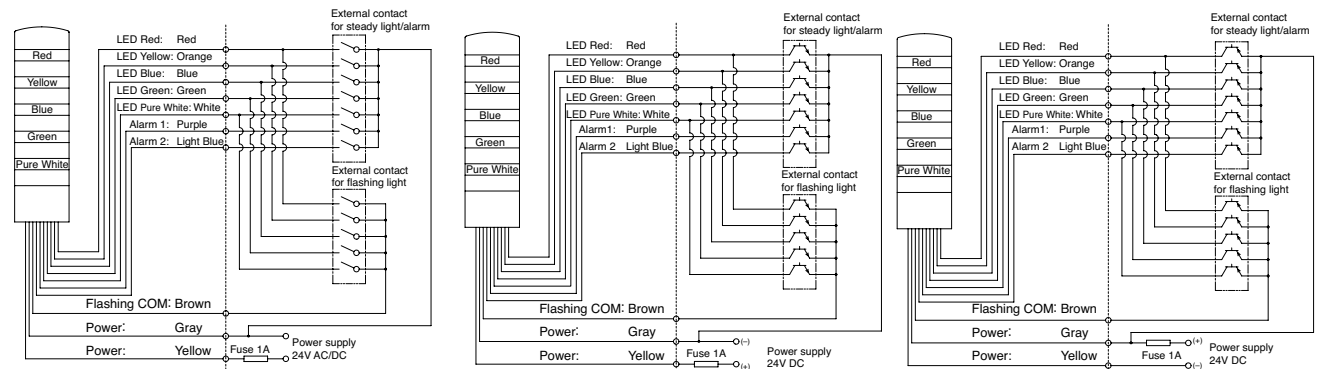 External contact
for steady light/alarm
Red
Yellow
Blue
Green
Pure White
LED Red: Red
LED Yellow: Orange
LED Blue: Blue
LED Green: Green
LED Pure White: White
Alarm 1: Purple
Alarm 2: Light Blue
External contact
for flashing light
Flashing COM: Brown
Power: Gray
Power: Yellow
Fuse 1A
Power supply
24V AC/DC
External contact
for steady light/alarm
Red
Yellow
Blue
Green
Pure White
LED Red: Red
LED Yellow: Orange
LED Blue: Blue
LED Green: Green
LED Pure White: White
Alarm1: Purple
Alarm 2 Light Blue
External contact
for flashing light
Flashing COM: Brown
Power: Gray
(−)
Power: Yellow
Fuse 1A
(+)
Power supply
24V DC
External contact
for steady light/alarm
Red
Yellow
Blue
Green
Pure White
LED Red: Red
LED Yellow: Orange
LED Blue: Blue
LED Green: Green
LED Pure White: White
Alarm1: Purple
Alarm 2 Light Blue
External contact
for flashing light
Flashing COM: Brown
Power: Gray
(+)
Fuse 1A
Power: Yellow
(−)
Power supply
24V DC